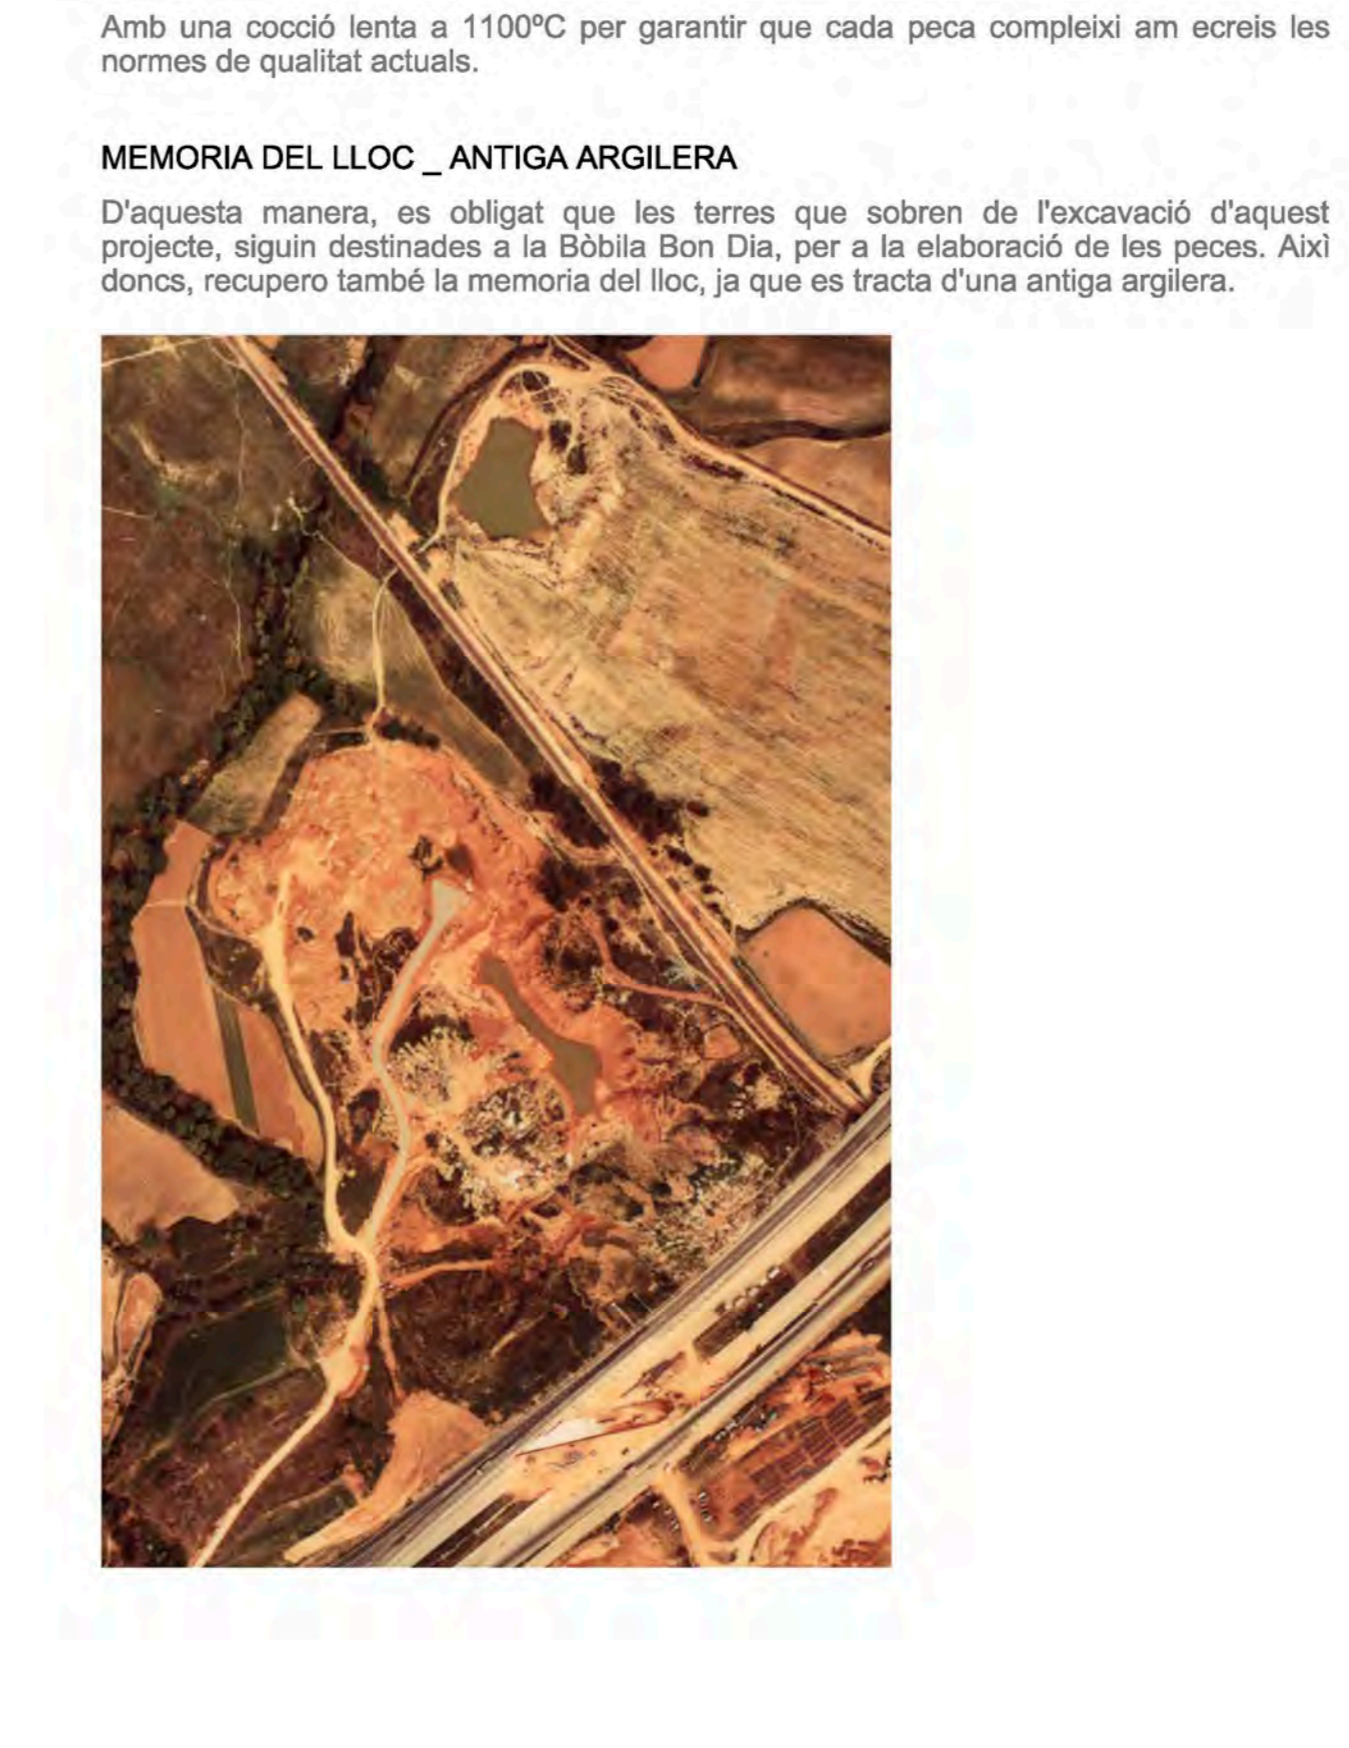 Amb una cocció lenta a 1100ºC per garantir que cada peca compleixi am ecreis les
normes de qualitat actuals.
MEMORIA DEL LLOC _ ANTIGA ARGILERA
D'aquesta manera, es obligat que les terres que sobren de l'excavació d'aquest
projecte, siguin destinades a la Bòbila Bon Dia, per a la elaboració de les peces. Aixì
doncs, recupero també la memoria del lloc, ja que es tracta d'una antiga argilera.